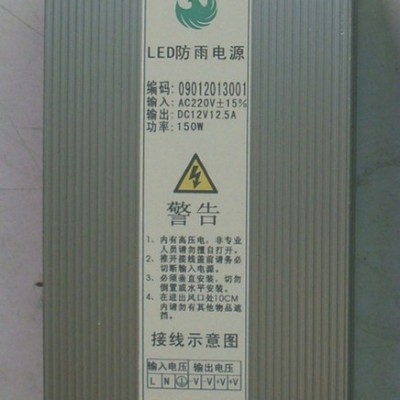 LED防雨电源
编码: 09012013001
输入: AC220V±15%
输出: DC12V12.5A
功率: 150W
警告
1、内有高压电,非专业
人员请勿擅自打开。
2、推开接线盖前请务必
切断输入电源。
3、必须垂直安装,切勿
倒置或水平安装。
4、在进出风口处10CM
内请勿有其他物品遮
挡。
接线示意图
输入电压 输出电压
L N ⏚ -V -V +V +V